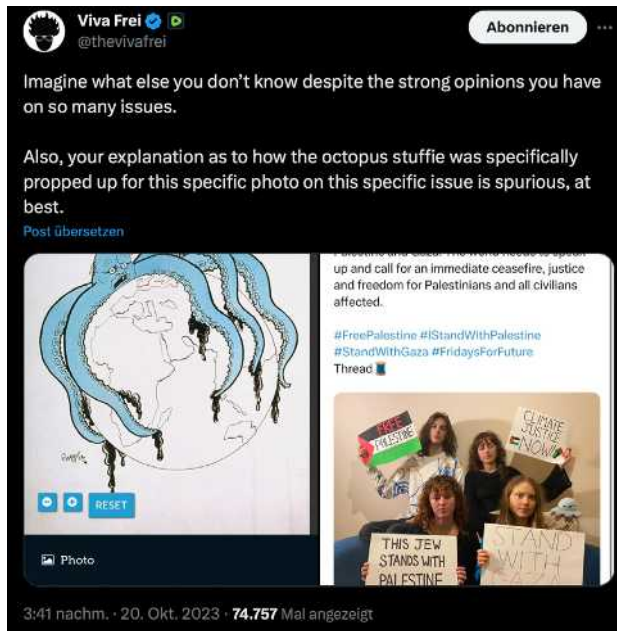 Viva Frei
@thevivafrei
Abonnieren
Imagine what else you don’t know despite the strong opinions you have
on so many issues.
Also, your explanation as to how the octopus stuffie was specifically
propped up for this specific photo on this specific issue is spurious, at
best.
Post übersetzen
RESET
Photo
up and call for an immediate ceasefire, justice
and freedom for Palestinians and all civilians
affected.
#FreePalestine #IStandWithPalestine
#StandWithGaza #FridaysForFuture
Thread
FREE
PALESTINE
CLIMATE
JUSTICE
NOW!
THIS JEW
STANDS WITH
PALESTINE
STAND
WITH
GAZA
3:41 nachm. · 20. Okt. 2023 · 74.757 Mal angezeigt